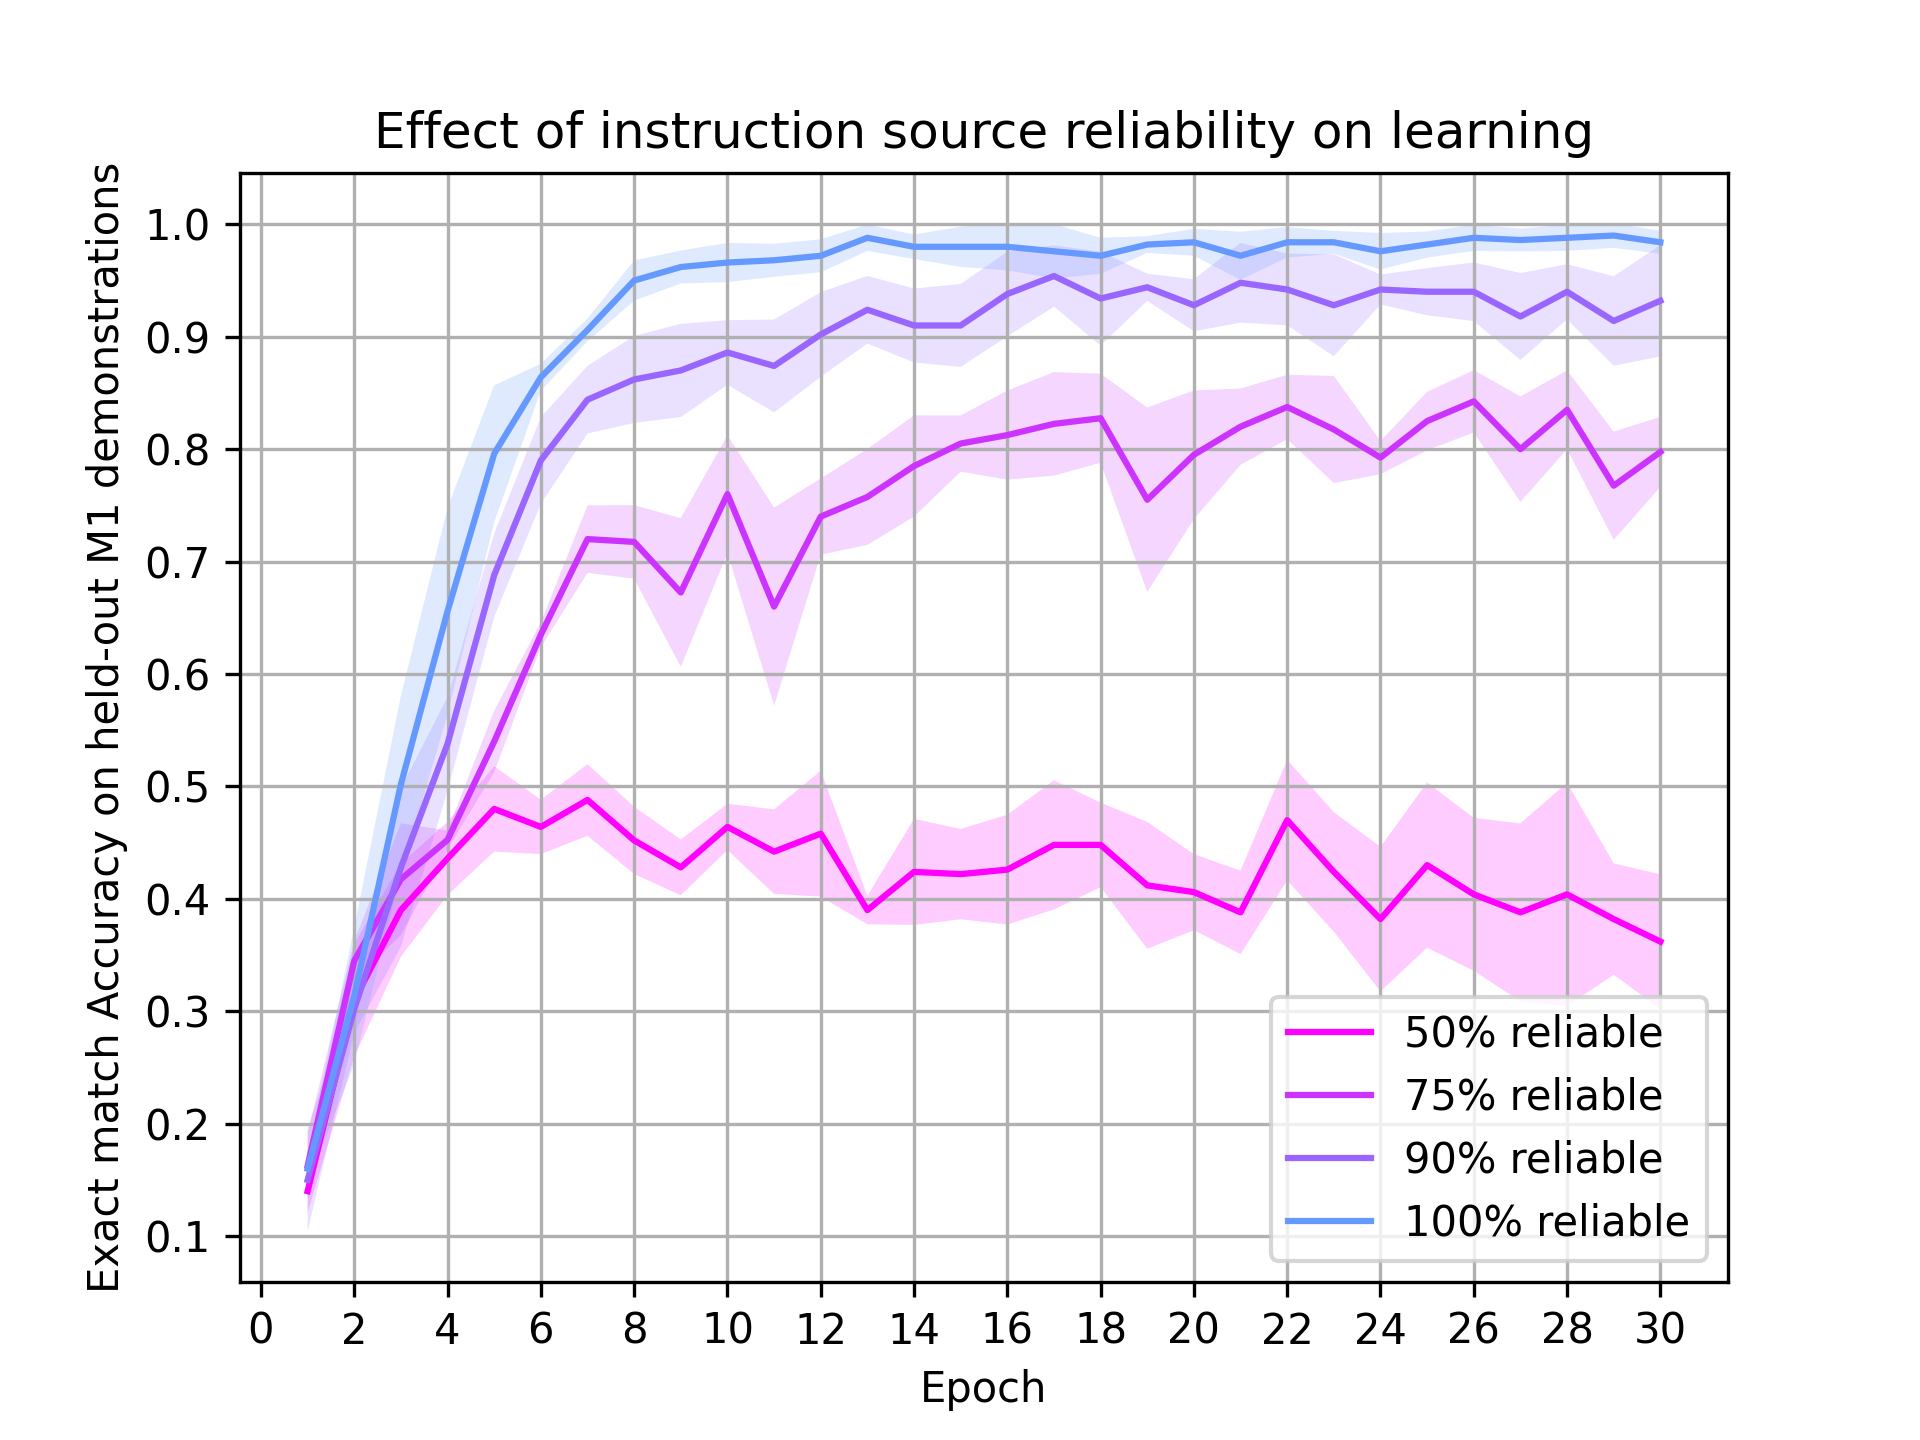 Effect of instruction source reliability on learning
Exact match Accuracy on held-out M1 demonstrations
1.0
0.9
0.8
0.7
0.6
0.5
0.4
0.3
0.2
0.1
50% reliable
75% reliable
90% reliable
100% reliable
0 2 4 6 8 10 12 14 16 18 20 22 24 26 28 30
Epoch